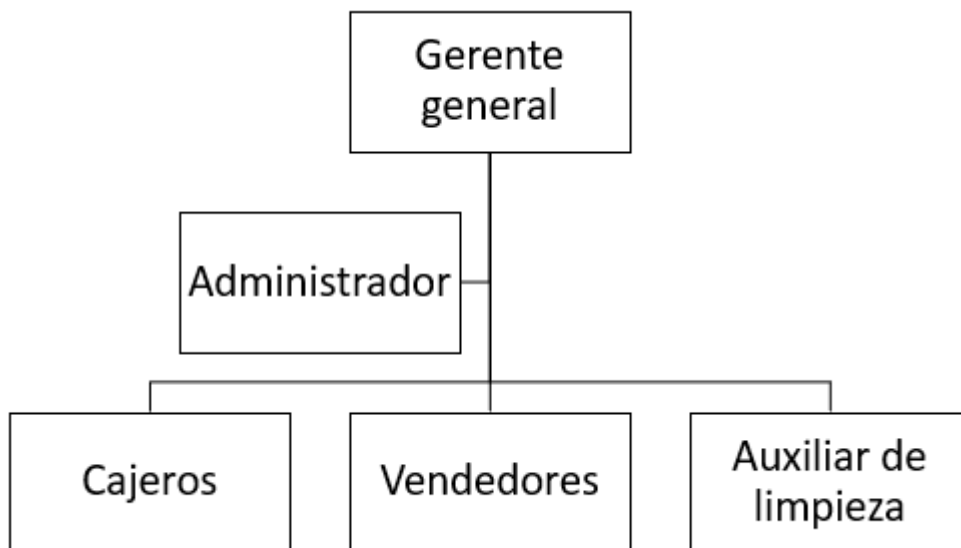 Gerente
general
Administrador
Cajeros
Vendedores
Auxiliar de
limpieza